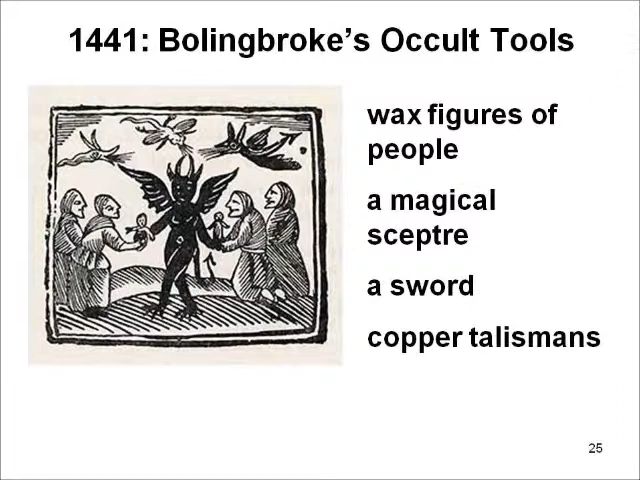 1441: Bolingbroke's Occult Tools
wax figures of
people
a magical
sceptre
a sword
copper talismans
25